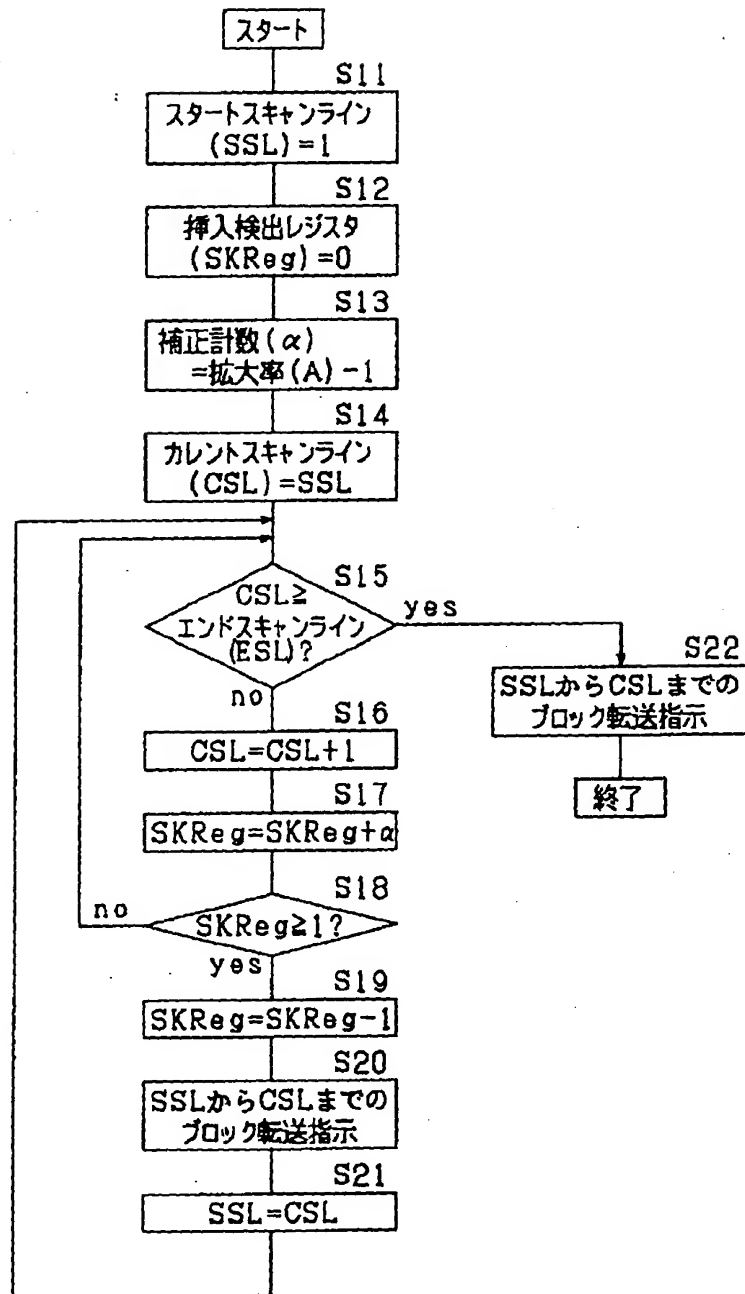 スタート
S11
スタートスキャンライン
(SSL)=1
S12
挿入検出レジスタ
(SKReg)=0
S13
補正計数(α)
=拡大率(A)-1
S14
カレントスキャンライン
(CSL)=SSL
S15
CSL≧
エンドスキャンライン
(ESL)?
yes
no
S22
SSLからCSLまでの
ブロック転送指示
終了
S16
CSL=CSL+1
S17
SKReg=SKReg+α
S18
SKReg≧1?
no
yes
S19
SKReg=SKReg-1
S20
SSLからCSLまでの
ブロック転送指示
S21
SSL=CSL